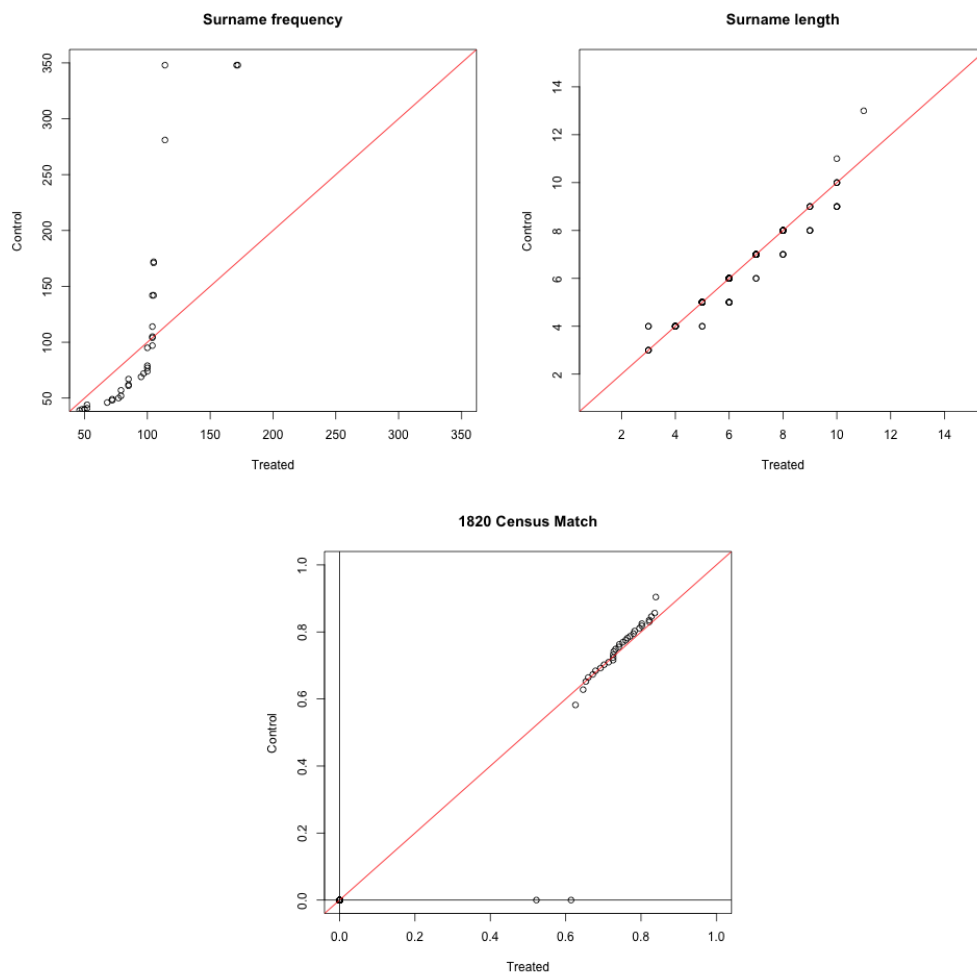 Surname frequency
Control
350
300
250
200
150
100
50
50 100 150 200 250 300 350
Treated
Surname length
Control
14
12
10
8
6
4
2
2 4 6 8 10 12 14
Treated
1820 Census Match
Control
1.0
0.8
0.6
0.4
0.2
0.0
0.0 0.2 0.4 0.6 0.8 1.0
Treated